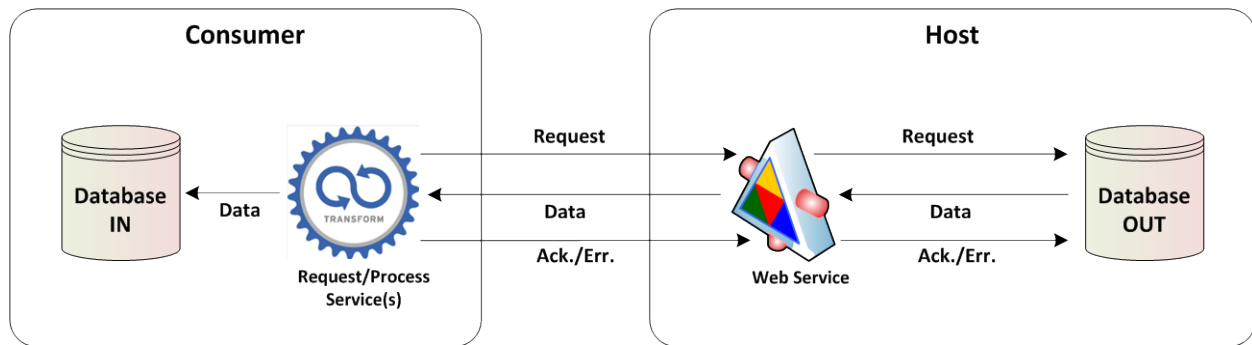 Consumer
Host
Database
IN
Data
TRANSFORM
Request/Process
Service(s)
Request
Data
Ack./Err.
Web Service
Request
Data
Ack./Err.
Database
OUT